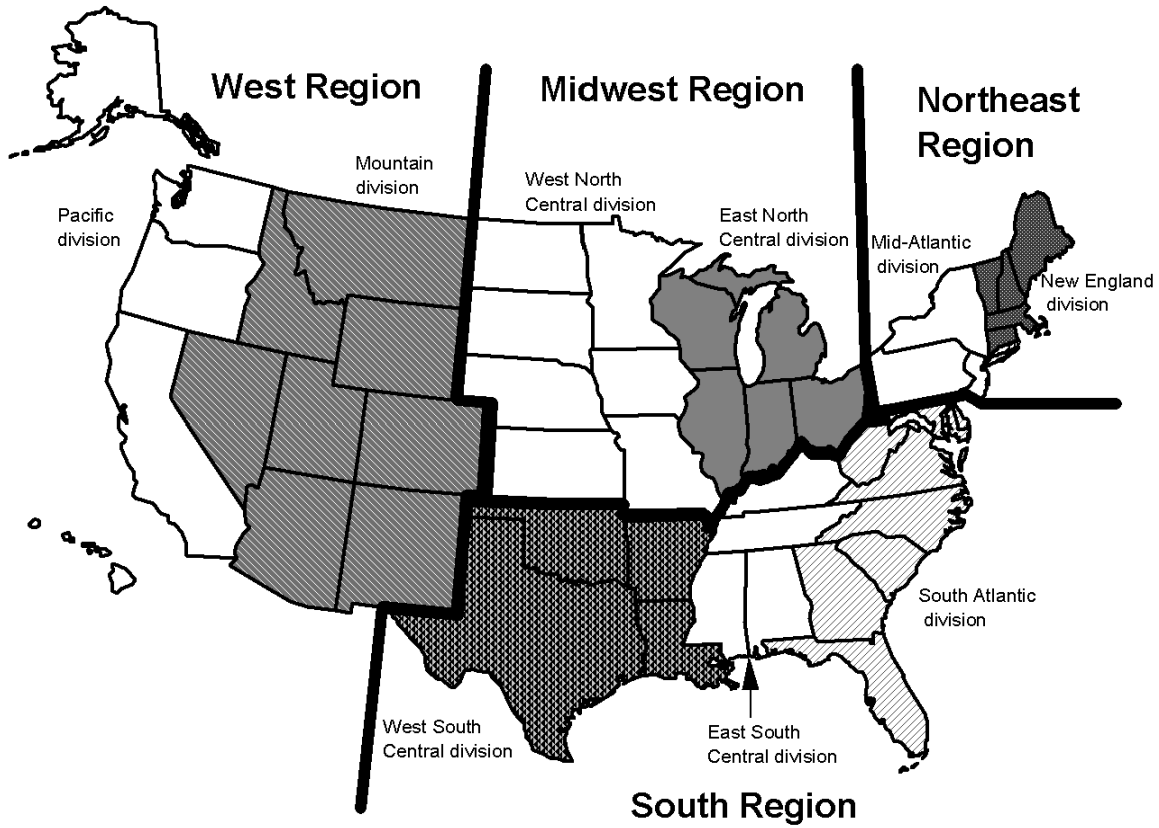 West Region
Midwest Region
Northeast
Region
Mountain
division
Pacific
division
West North
Central division
East North
Central division
Mid-Atlantic
division
New England
division
South Atlantic
division
West South
Central division
East South
Central division
South Region